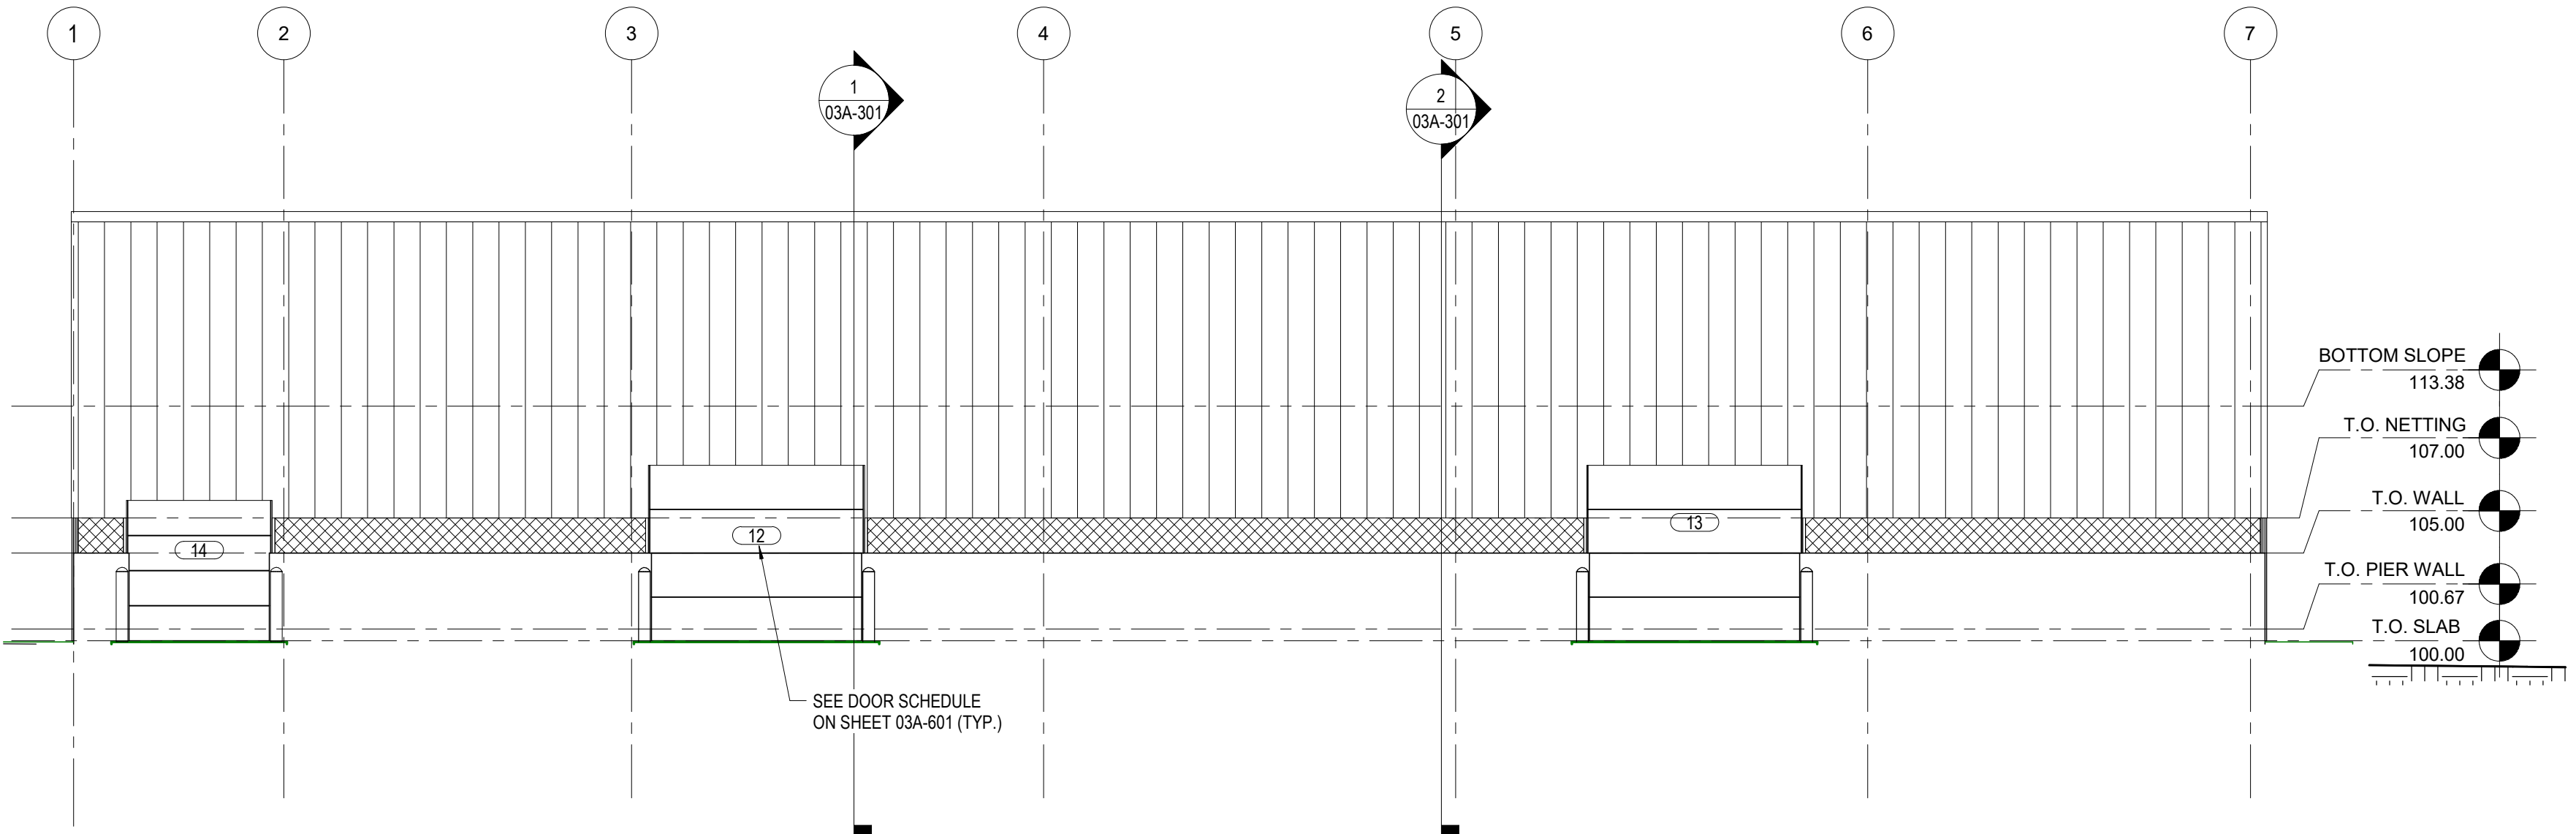 1
2
3
4
5
6
7
1
03A-301
2
03A-301
BOTTOM SLOPE
113.38
T.O. NETTING
107.00
T.O. WALL
105.00
T.O. PIER WALL
100.67
T.O. SLAB
100.00
14
12
13
SEE DOOR SCHEDULE
ON SHEET 03A-601 (TYP.)